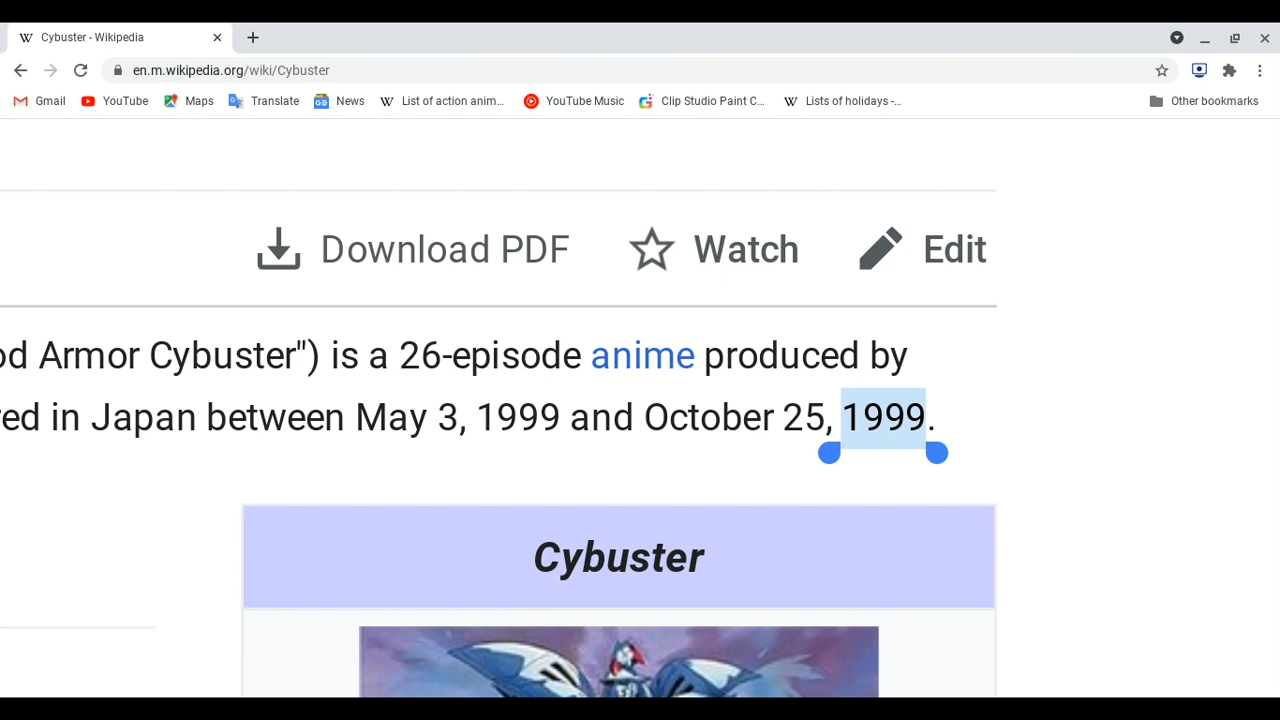 Cybuster - Wikipedia
en.m.wikipedia.org/wiki/Cybuster
Gmail YouTube Maps Translate News List of action anim... YouTube Music Clip Studio Paint C... Lists of holidays -... Other bookmarks
Download PDF Watch Edit
od Armor Cybuster") is a 26-episode anime produced by
red in Japan between May 3, 1999 and October 25, 1999.
Cybuster